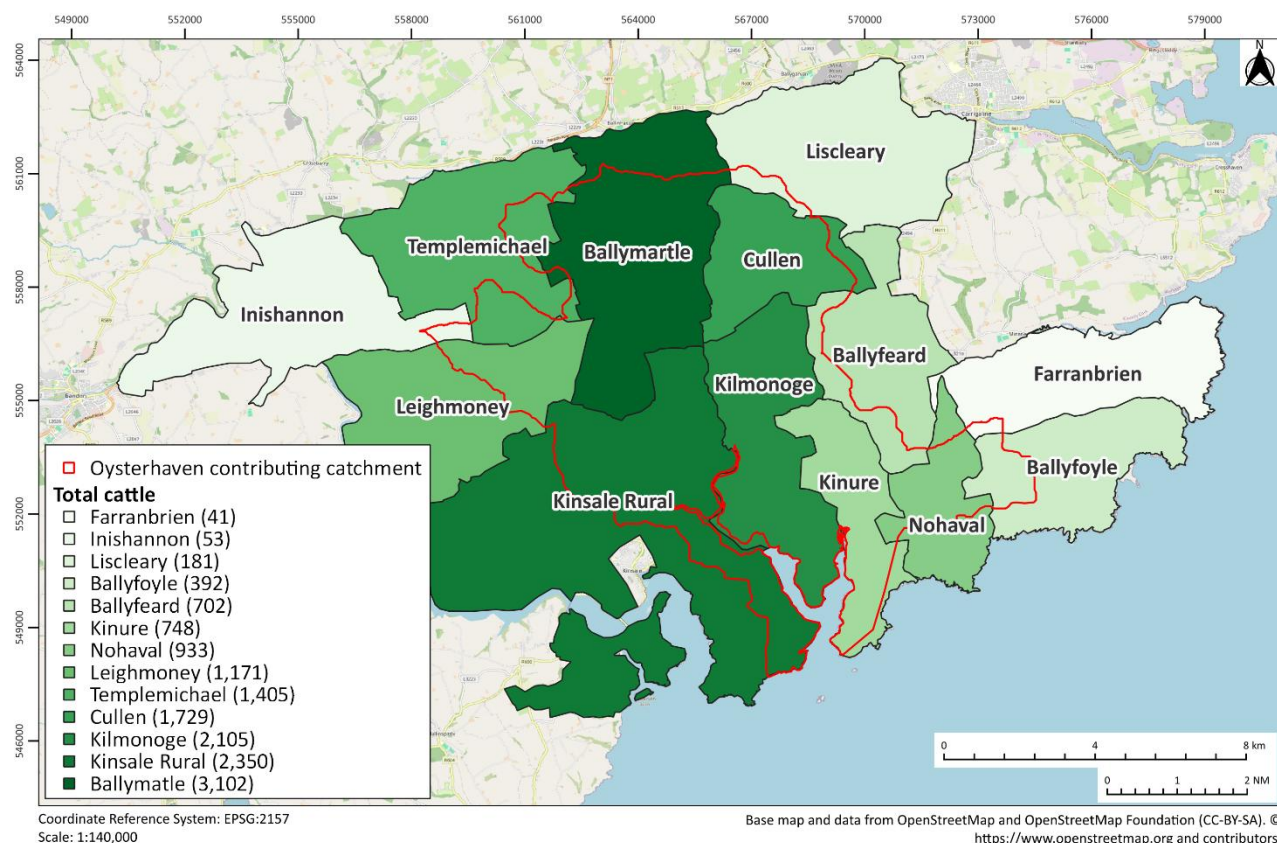 549000 552000 555000 558000 561000 564000 567000 570000 573000 576000 579000
564000
561000
558000
555000
552000
549000
546000
N
Liscleary
Templemichael
Ballymartle
Cullen
Inishannon
Ballyfeard
Farranbrien
Kilmonoge
Leighmoney
Ballyfoyle
Kinure
Kinsale Rural
Nohaval
Oysterhaven contributing catchment
Total cattle
Farranbrien (41)
Inishannon (53)
Liscleary (181)
Ballyfoyle (392)
Ballyfeard (702)
Kinure (748)
Nohaval (933)
Leighmoney (1,171)
Templemichael (1,405)
Cullen (1,729)
Kilmonoge (2,105)
Kinsale Rural (2,350)
Ballymatle (3,102)
0 4 8 km
0 1 2 NM
Coordinate Reference System: EPSG:2157
Scale: 1:140,000
Base map and data from OpenStreetMap and OpenStreetMap Foundation (CC-BY-SA). ©
https://www.openstreetmap.org and contributors